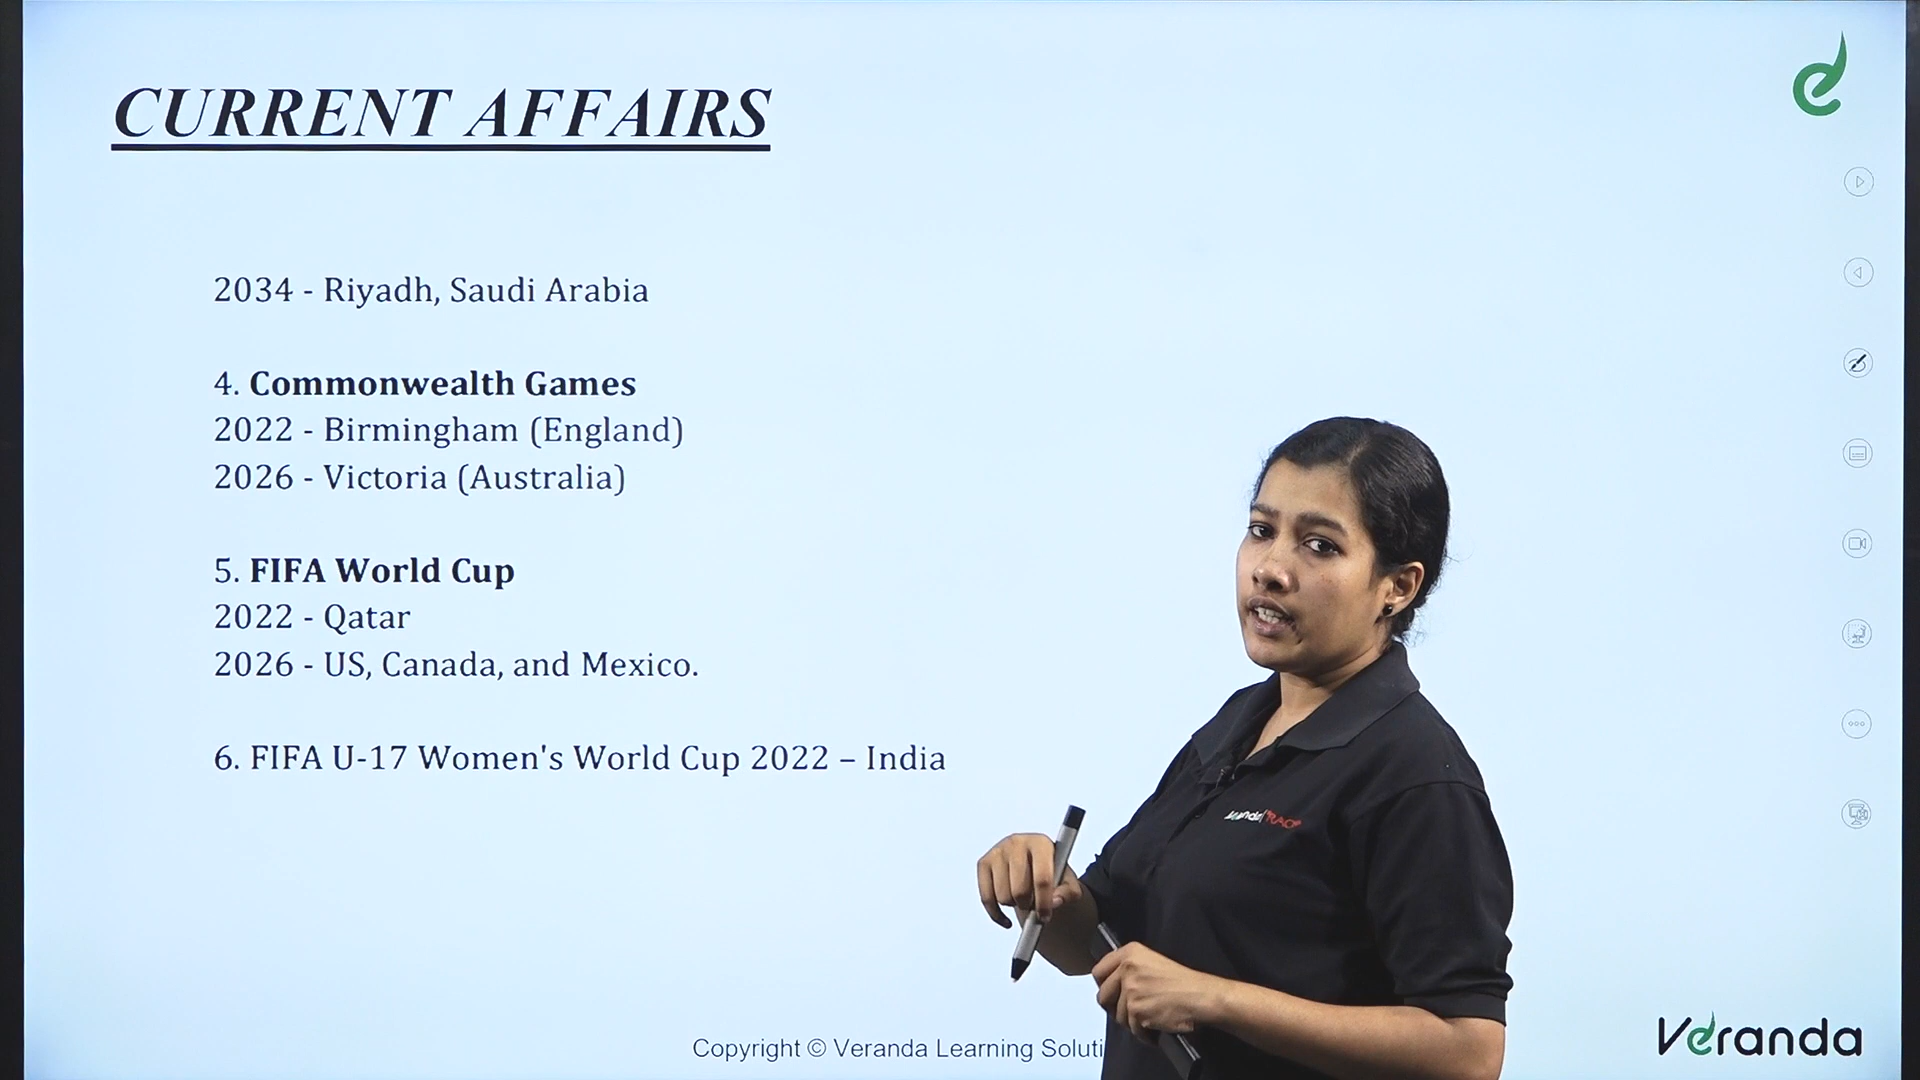 CURRENT AFFAIRS
2034 - Riyadh, Saudi Arabia
4. Commonwealth Games
2022 - Birmingham (England)
2026 - Victoria (Australia)
5. FIFA World Cup
2022 - Qatar
2026 - US, Canada, and Mexico.
6. FIFA U-17 Women's World Cup 2022 – India
Copyright © Veranda Learning
Veranda